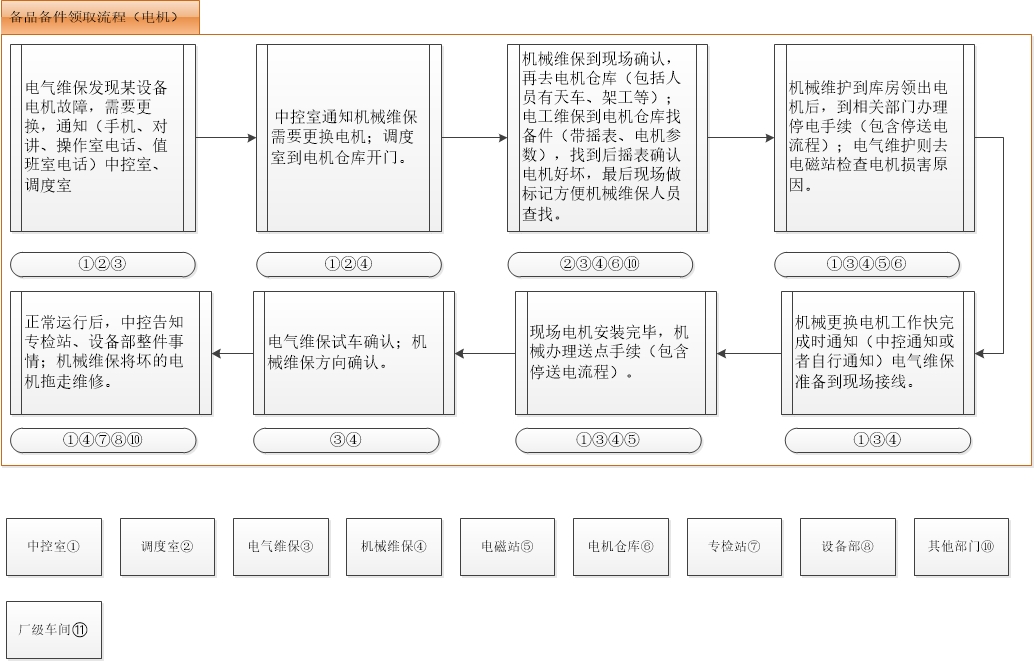 备品备件领取流程（电机）
电气维保发现某设备
电机故障，需要更
换，通知（手机、对
讲、操作室电话、值
班室电话）中控室、
调度室
中控室通知机械维保
需要更换电机；调度
室到电机仓库开门。
机械维保到现场确认，
再去电机仓库（包括人
员有天车、架工等）；
电工维保到电机仓库找
备件（带摇表、电机参
数），找到后摇表确认
电机好坏，最后现场做
标记方便机械维保人员
查找。
机械维护到库房领出电
机后，到相关部门办理
停电手续（包含停送电
流程）；电气维护则去
电磁站检查电机损害原
因。
①②③
①②④
②③④⑥⑩
①③④⑤⑥
正常运行后，中控告知
专检站、设备部整件事
情；机械维保将坏的电
机拖走维修。
电气维保试车确认；机
械维保方向确认。
现场电机安装完毕，机
械办理送点手续（包含
停送电流程）。
机械更换电机工作快完
成时通知（中控通知或
者自行通知）电气维保
准备到现场接线。
①④⑦⑧⑩
③④
①③④⑤
①③④
中控室①
调度室②
电气维保③
机械维保④
电磁站⑤
电机仓库⑥
专检站⑦
设备部⑧
其他部门⑩
厂级车间⑪